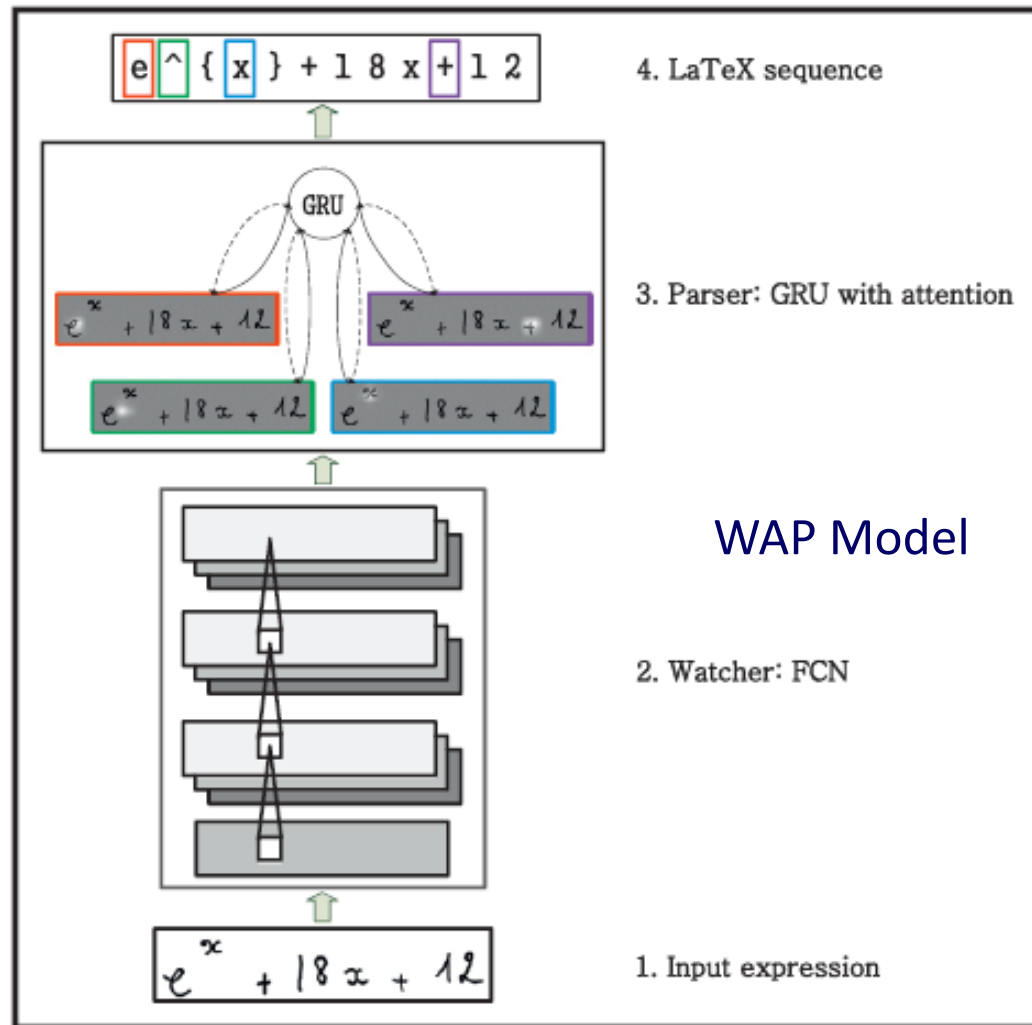 e ^ { x } + 1 8 x + 1 2
4. LaTeX sequence
GRU
e^x + 18x + 12
e^x + 18x + 12
3. Parser: GRU with attention
e^x + 18x + 12
e^x + 18x + 12
WAP Model
2. Watcher: FCN
e^x + 18x + 12
1. Input expression